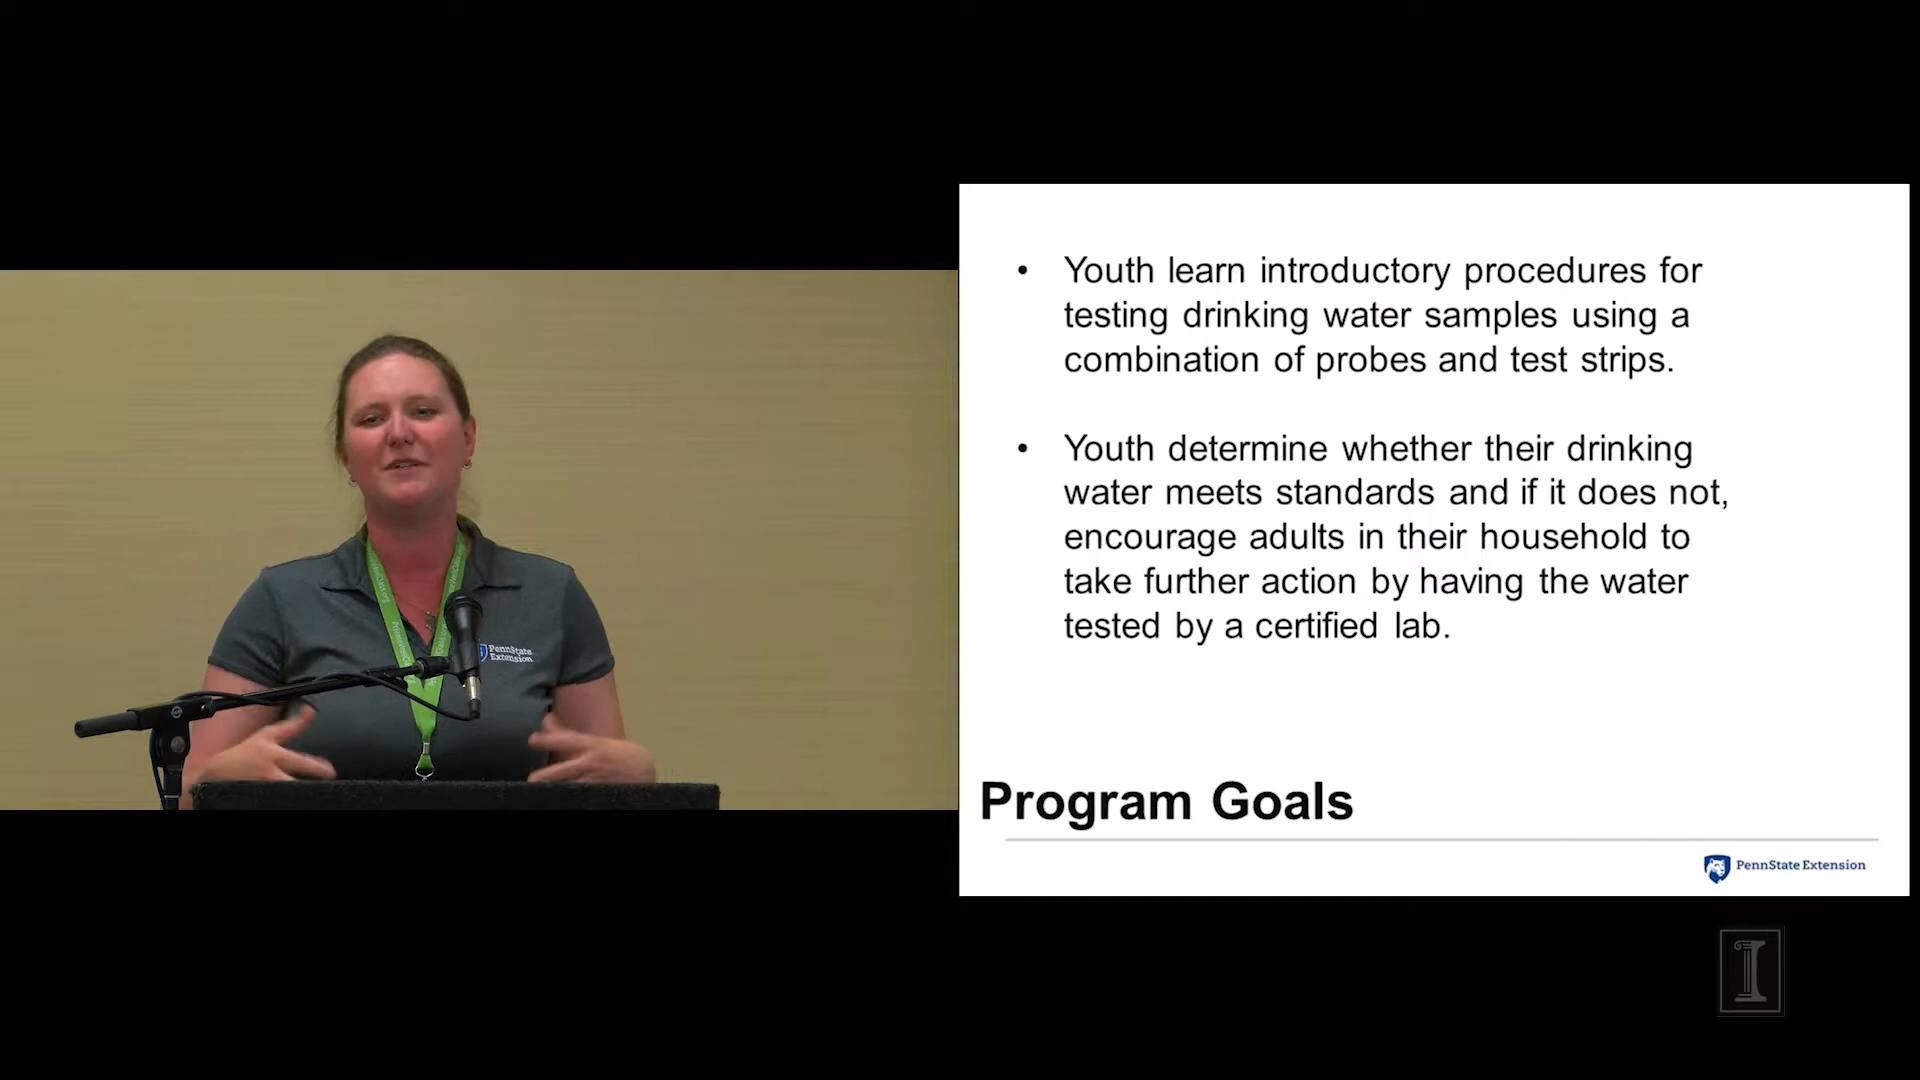 • Youth learn introductory procedures for
testing drinking water samples using a
combination of probes and test strips.
• Youth determine whether their drinking
water meets standards and if it does not,
encourage adults in their household to
take further action by having the water
tested by a certified lab.
Program Goals
PennState Extension
PennState
Extension
I